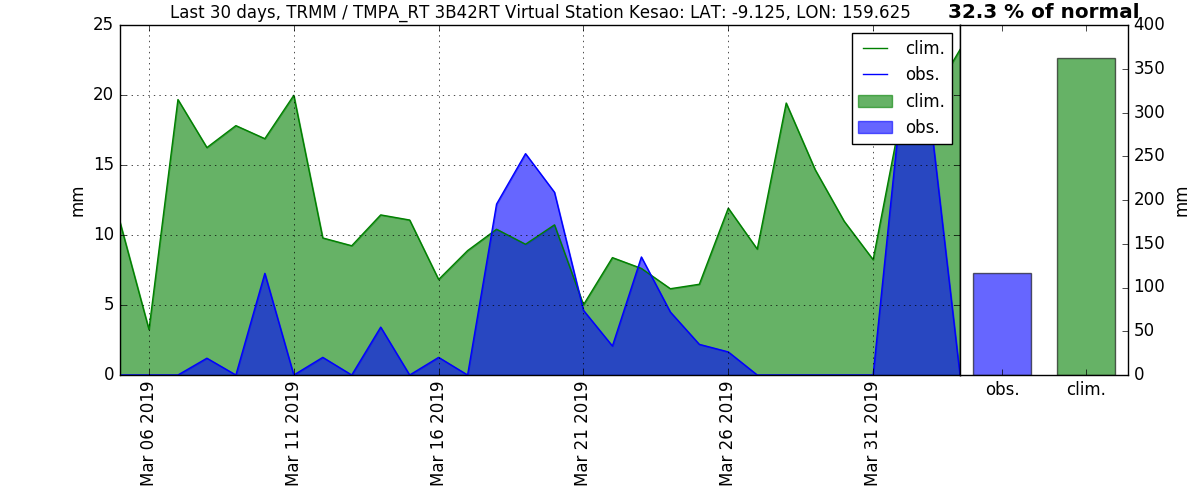 Last 30 days, TRMM / TMPA_RT 3B42RT Virtual Station Kesao: LAT: -9.125, LON: 159.625
32.3 % of normal
25
20
15
10
5
0
mm
clim.
obs.
clim.
obs.
400
350
300
250
200
150
100
50
0
mm
Mar 06 2019
Mar 11 2019
Mar 16 2019
Mar 21 2019
Mar 26 2019
Mar 31 2019
obs.
clim.